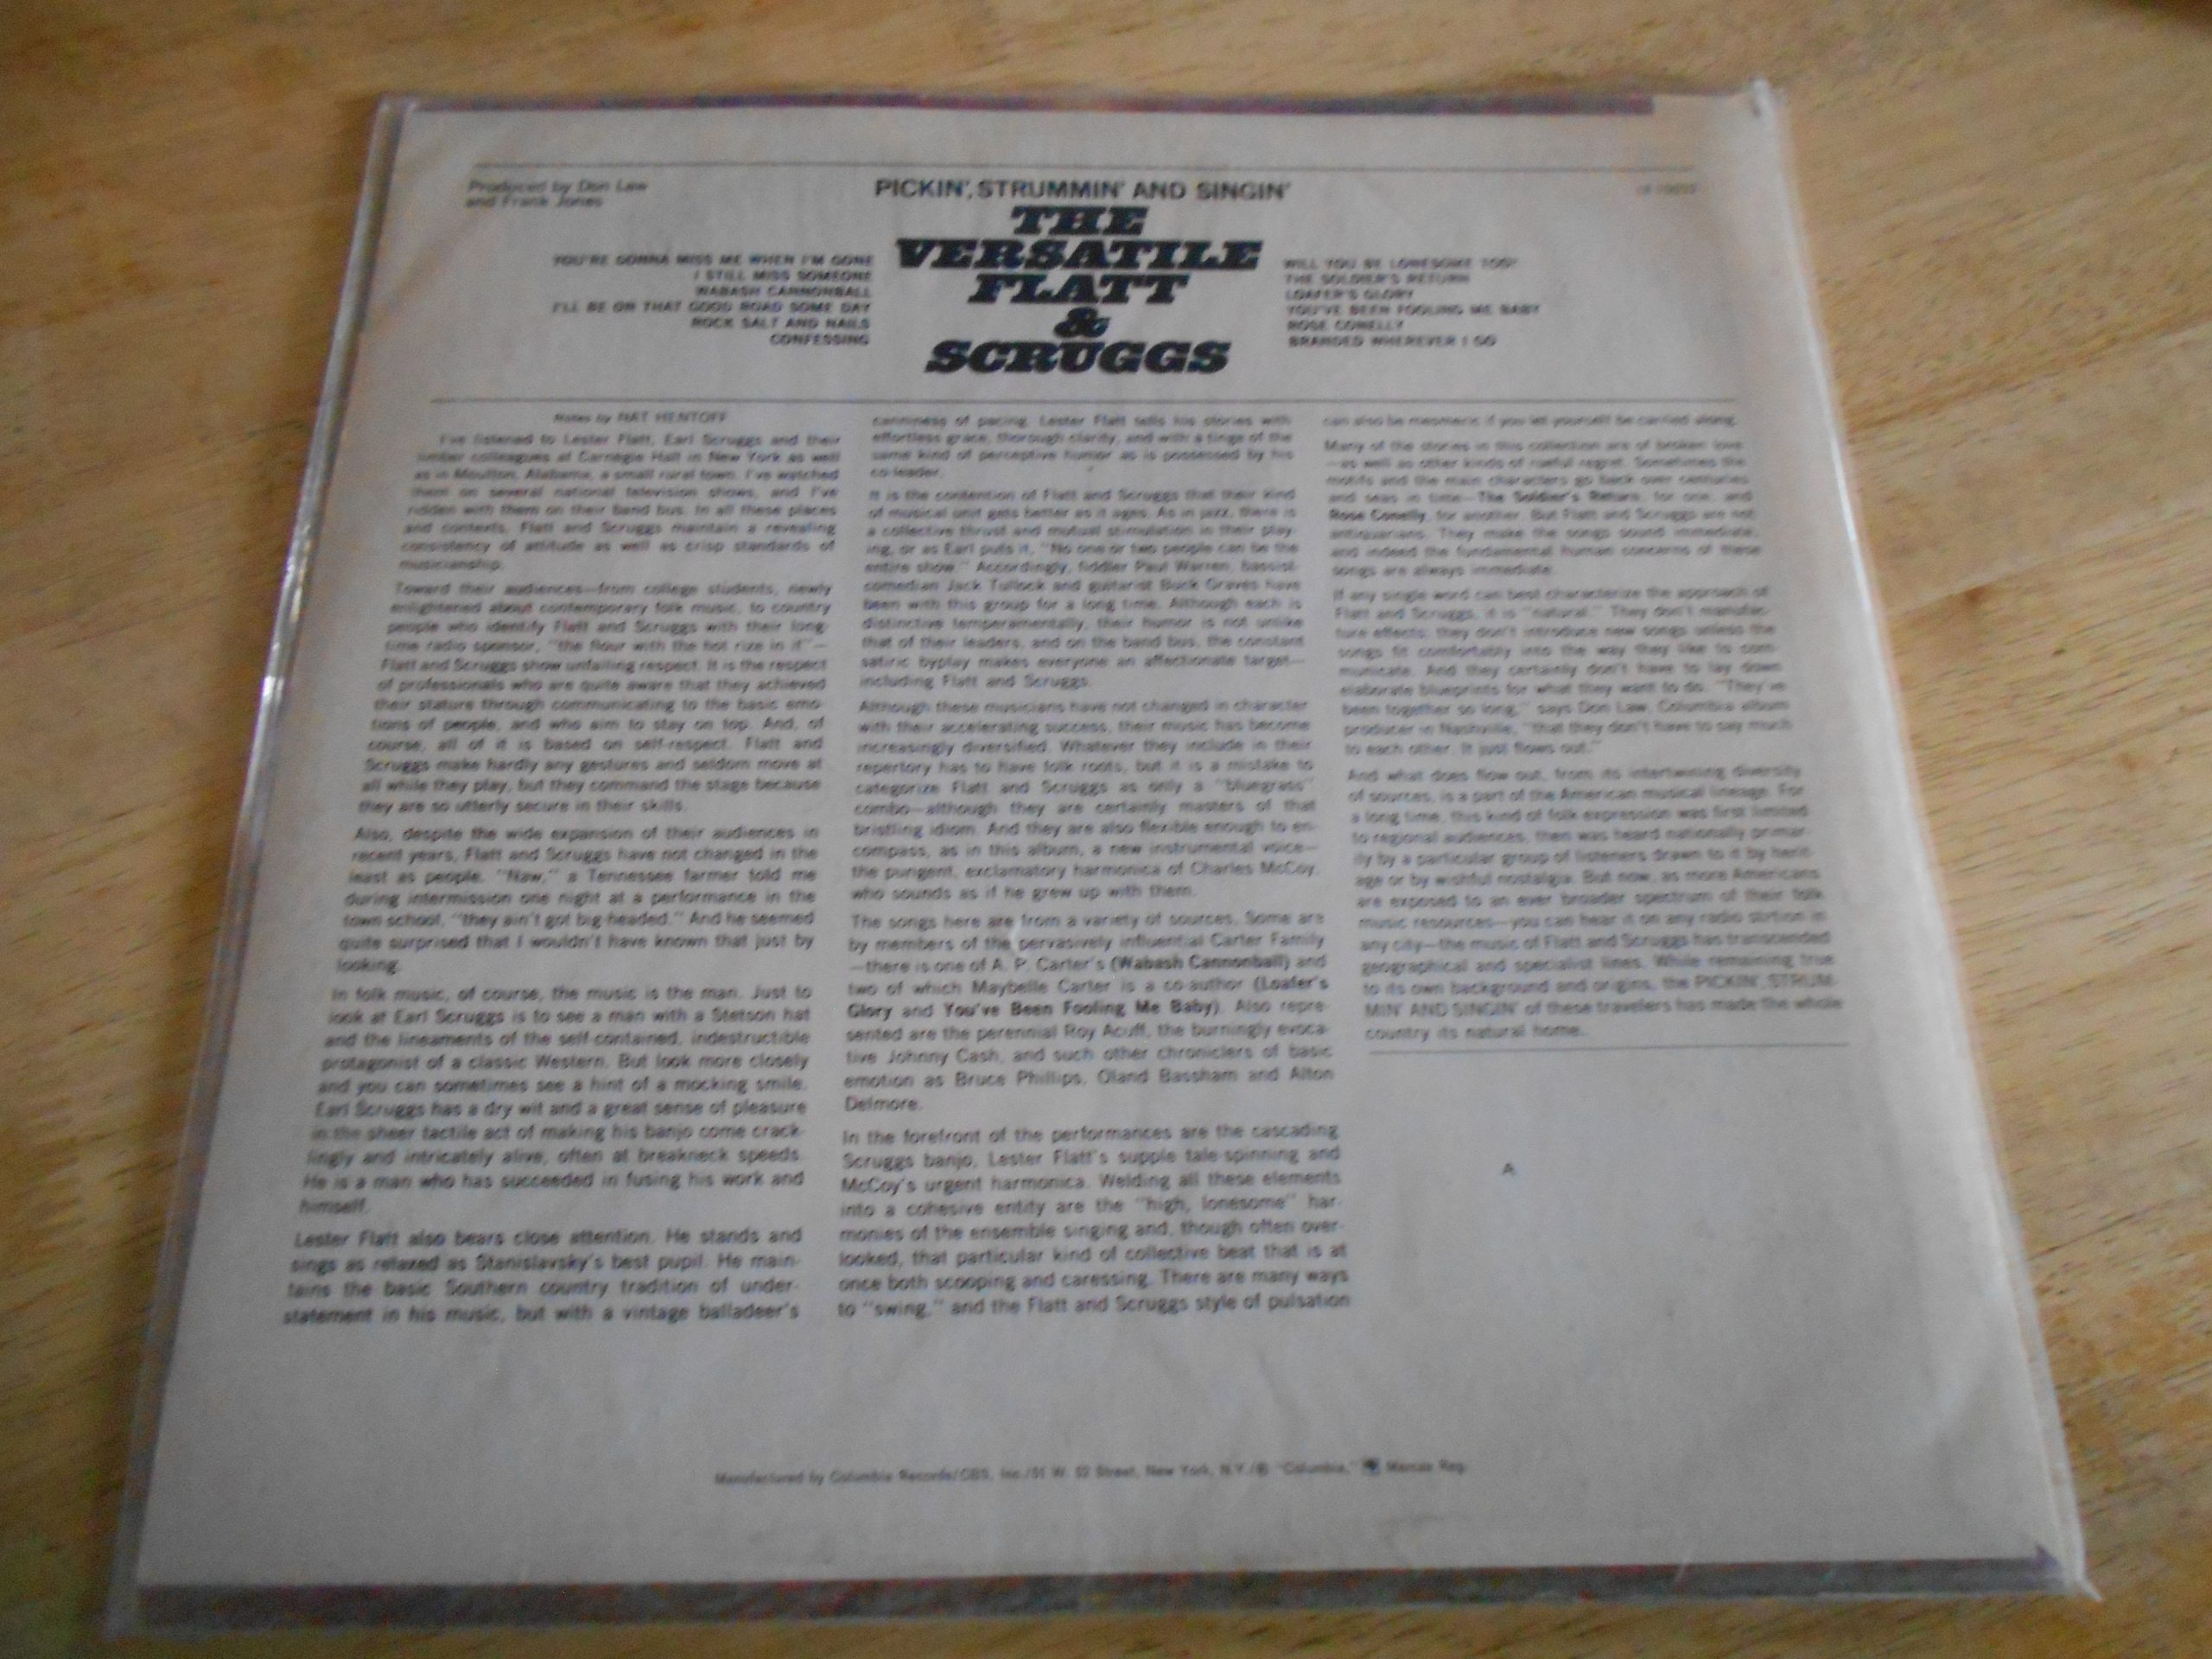 Produced by Don Law
and Frank Jones
PICKIN', STRUMMIN' AND SINGIN'
THE
VERSATILE
FLATT
&
SCRUGGS
YOU'RE GONNA MISS ME WHEN I'M GONE
I STILL MISS SOMEONE
WABASH CANNONBALL
I'LL BE ON THAT GOOD ROAD SOME DAY
ROCK SALT AND NAILS
CONFESSING
WILL YOU BE LONESOME TOO?
THE SOLDIER'S RETURN
LOAFER'S GLORY
YOU'VE BEEN FOOLING ME BABY
ROSE CONELLY
BRANDED WHEREVER I GO
Notes by NAT HENTOFF
I've listened to Lester Flatt, Earl Scruggs and their
limber colleagues at Carnegie Hall in New York as well
as in Moulton, Alabama, a small rural town. I've watched
them on several national television shows, and I've
ridden with them on their band bus. In all these places
and contexts, Flatt and Scruggs maintain a revealing
consistency of attitude as well as crisp standards of
musicianship.
Toward their audiences—from college students, newly
enlightened about contemporary folk music, to country
people who identify Flatt and Scruggs with their long-
time radio sponsor, "the flour with the hot rize in it"—
Flatt and Scruggs show unfailing respect. It is the respect
of professionals who are quite aware that they achieved
their stature through communicating to the basic emo-
tions of people, and who aim to stay on top. And, of
course, all of it is based on self-respect. Flatt and
Scruggs make hardly any gestures and seldom move at
all while they play, but they command the stage because
they are so utterly secure in their skills.
Also, despite the wide expansion of their audiences in
recent years, Flatt and Scruggs have not changed in the
least as people. "Naw," a Tennessee farmer told me
during intermission one night at a performance in the
town school, "they ain't got big-headed." And he seemed
quite surprised that I wouldn't have known that just by
looking.
In folk music, of course, the music is the man. Just to
look at Earl Scruggs is to see a man with a Stetson hat
and the lineaments of the self-contained, indestructible
protagonist of a classic Western. But look more closely
and you can sometimes see a hint of a mocking smile.
Earl Scruggs has a dry wit and a great sense of pleasure
in the sheer tactile act of making his banjo come crack-
lingly and intricately alive, often at breakneck speeds.
He is a man who has succeeded in fusing his work and
himself.
Lester Flatt also bears close attention. He stands and
sings as relaxed as Stanislavsky's best pupil. He main-
tains the basic Southern country tradition of under-
statement in his music, but with a vintage balladeer's
canniness of pacing. Lester Flatt tells his stories with
effortless grace, thorough clarity, and with a tinge of the
same kind of perceptive humor as is possessed by his
co-leader.
It is the contention of Flatt and Scruggs that their kind
of musical unit gets better as it ages. As in jazz, there is
a collective thrust and mutual stimulation in their play-
ing, or as Earl puts it, "No one or two people can be the
entire show." Accordingly, fiddler Paul Warren, bassist-
comedian Jack Tullock and guitarist Buck Graves have
been with this group for a long time. Although each is
distinctive temperamentally, their humor is not unlike
that of their leaders, and on the band bus, the constant
satiric byplay makes everyone an affectionate target—
including Flatt and Scruggs.
Although these musicians have not changed in character
with their accelerating success, their music has become
increasingly diversified. Whatever they include in their
repertory has to have folk roots, but it is a mistake to
categorize Flatt and Scruggs as only a "bluegrass"
combo—although they are certainly masters of that
bristling idiom. And they are also flexible enough to en-
compass, as in this album, a new instrumental voice—
the pungent, exclamatory harmonica of Charles McCoy,
who sounds as if he grew up with them.
The songs here are from a variety of sources. Some are
by members of the pervasively influential Carter Family
—there is one of A. P. Carter's (Wabash Cannonball) and
two of which Maybelle Carter is a co-author (Loafer's
Glory and You've Been Fooling Me Baby). Also repre-
sented are the perennial Roy Acuff, the burningly evoca-
tive Johnny Cash, and such other chroniclers of basic
emotion as Bruce Phillips, Oland Bassham and Alton
Delmore.
In the forefront of the performances are the cascading
Scruggs banjo, Lester Flatt's supple tale-spinning and
McCoy's urgent harmonica. Welding all these elements
into a cohesive entity are the "high, lonesome" har-
monies of the ensemble singing and, though often over-
looked, that particular kind of collective beat that is at
once both scooping and caressing. There are many ways
to "swing," and the Flatt and Scruggs style of pulsation
can also be mesmeric if you let yourself be carried along.
Many of the stories in this collection are of broken love
—as well as other kinds of rueful regret. Sometimes the
motifs and the main characters go back over centuries
and seas in time—The Soldier's Return, for one, and
Rose Conelly, for another. But Flatt and Scruggs are not
antiquarians. They make the songs sound immediate,
and indeed the fundamental human concerns of these
songs are always immediate.
If any single word can best characterize the approach of
Flatt and Scruggs, it is "natural." They don't manufac-
ture effects; they don't introduce new songs unless the
songs fit comfortably into the way they like to com-
municate. And they certainly don't have to lay down
elaborate blueprints for what they want to do. "They've
been together so long," says Don Law, Columbia album
producer in Nashville, "that they don't have to say much
to each other. It just flows out."
And what does flow out, from its intertwining diversity
of sources, is a part of the American musical lineage. For
a long time, this kind of folk expression was first limited
to regional audiences, then was heard nationally primar-
ily by a particular group of listeners drawn to it by herit-
age or by wishful nostalgia. But now, as more Americans
are exposed to an ever broader spectrum of their folk
music resources—you can hear it on any radio station in
any city—the music of Flatt and Scruggs has transcended
geographical and specialist lines. While remaining true
to its own background and origins, the PICKIN', STRUM-
MIN' AND SINGIN' of these travelers has made the whole
country its natural home.
A
Manufactured by Columbia Records/CBS, Inc./51 W. 52 Street, New York, N.Y./® "Columbia," Marcas Reg.